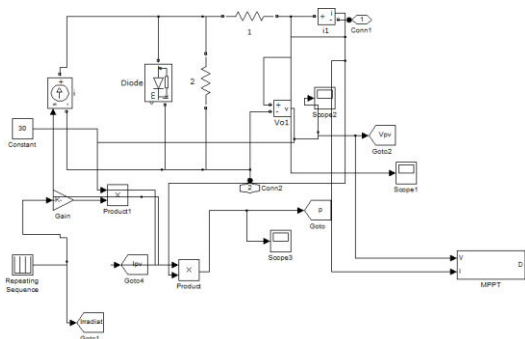 1
i1
1
Conn1
Diode
2
+
-
v
Vo1
Scope2
30
Constant
Vpv
Goto2
Scope1
2
Conn2
-K-
Gain
×
Product1
p
Goto
Scope3
Ipv
Goto4
×
Product
V
I
D
MPPT
Repeating
Sequence
Irradiat
Goto1